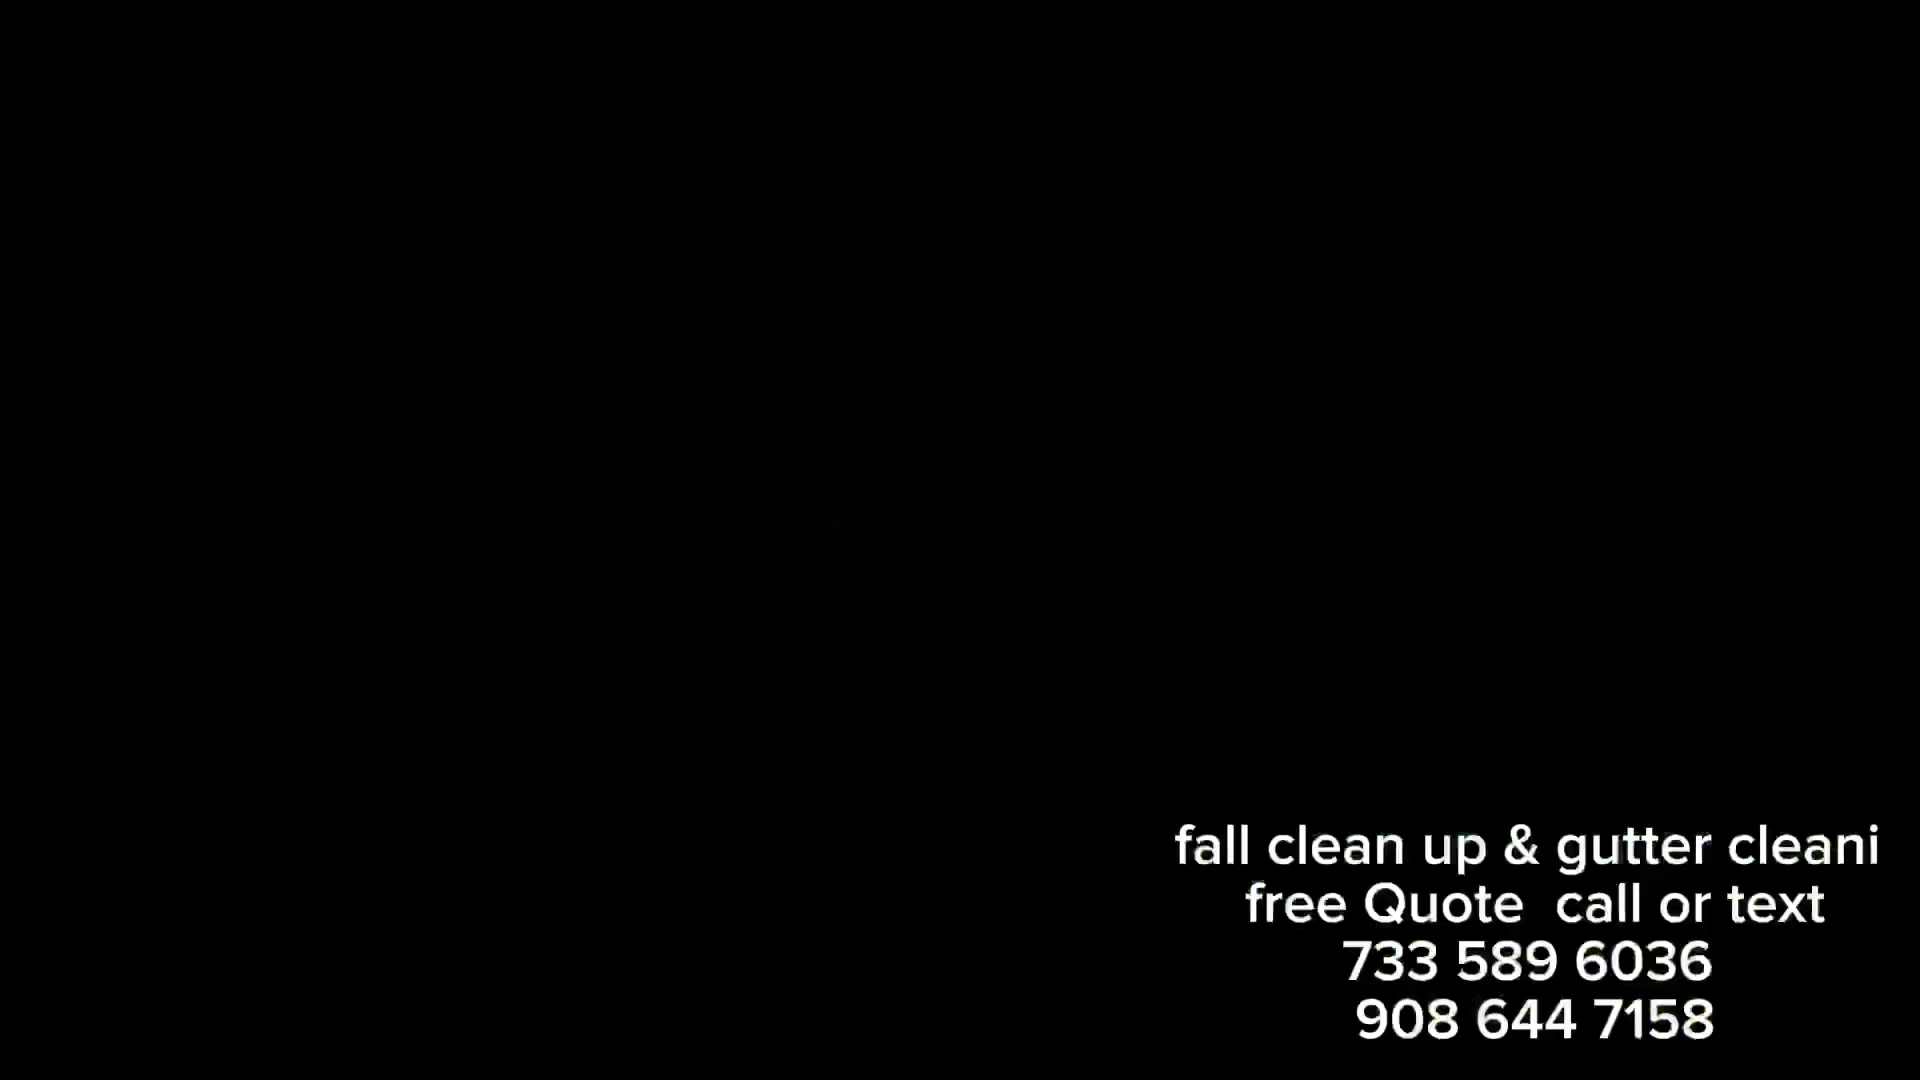 fall clean up & gutter cleani
free Quote  call or text
733 589 6036
908 644 7158